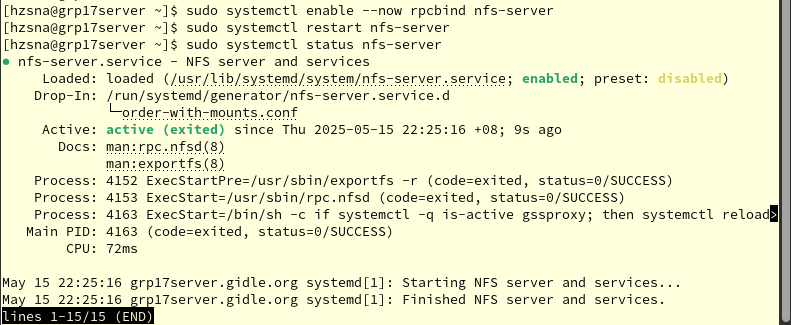 [hzsna@grp17server ~]$ sudo systemctl enable --now rpcbind nfs-server
[hzsna@grp17server ~]$ sudo systemctl restart nfs-server
[hzsna@grp17server ~]$ sudo systemctl status nfs-server
● nfs-server.service - NFS server and services
     Loaded: loaded (/usr/lib/systemd/system/nfs-server.service; enabled; preset: disabled)
    Drop-In: /run/systemd/generator/nfs-server.service.d
             └─order-with-mounts.conf
     Active: active (exited) since Thu 2025-05-15 22:25:16 +08; 9s ago
       Docs: man:rpc.nfsd(8)
             man:exportfs(8)
    Process: 4152 ExecStartPre=/usr/sbin/exportfs -r (code=exited, status=0/SUCCESS)
    Process: 4153 ExecStart=/usr/sbin/rpc.nfsd (code=exited, status=0/SUCCESS)
    Process: 4163 ExecStart=/bin/sh -c if systemctl -q is-active gssproxy; then systemctl reload>
   Main PID: 4163 (code=exited, status=0/SUCCESS)
        CPU: 72ms

May 15 22:25:16 grp17server.gidle.org systemd[1]: Starting NFS server and services...
May 15 22:25:16 grp17server.gidle.org systemd[1]: Finished NFS server and services.
lines 1-15/15 (END)